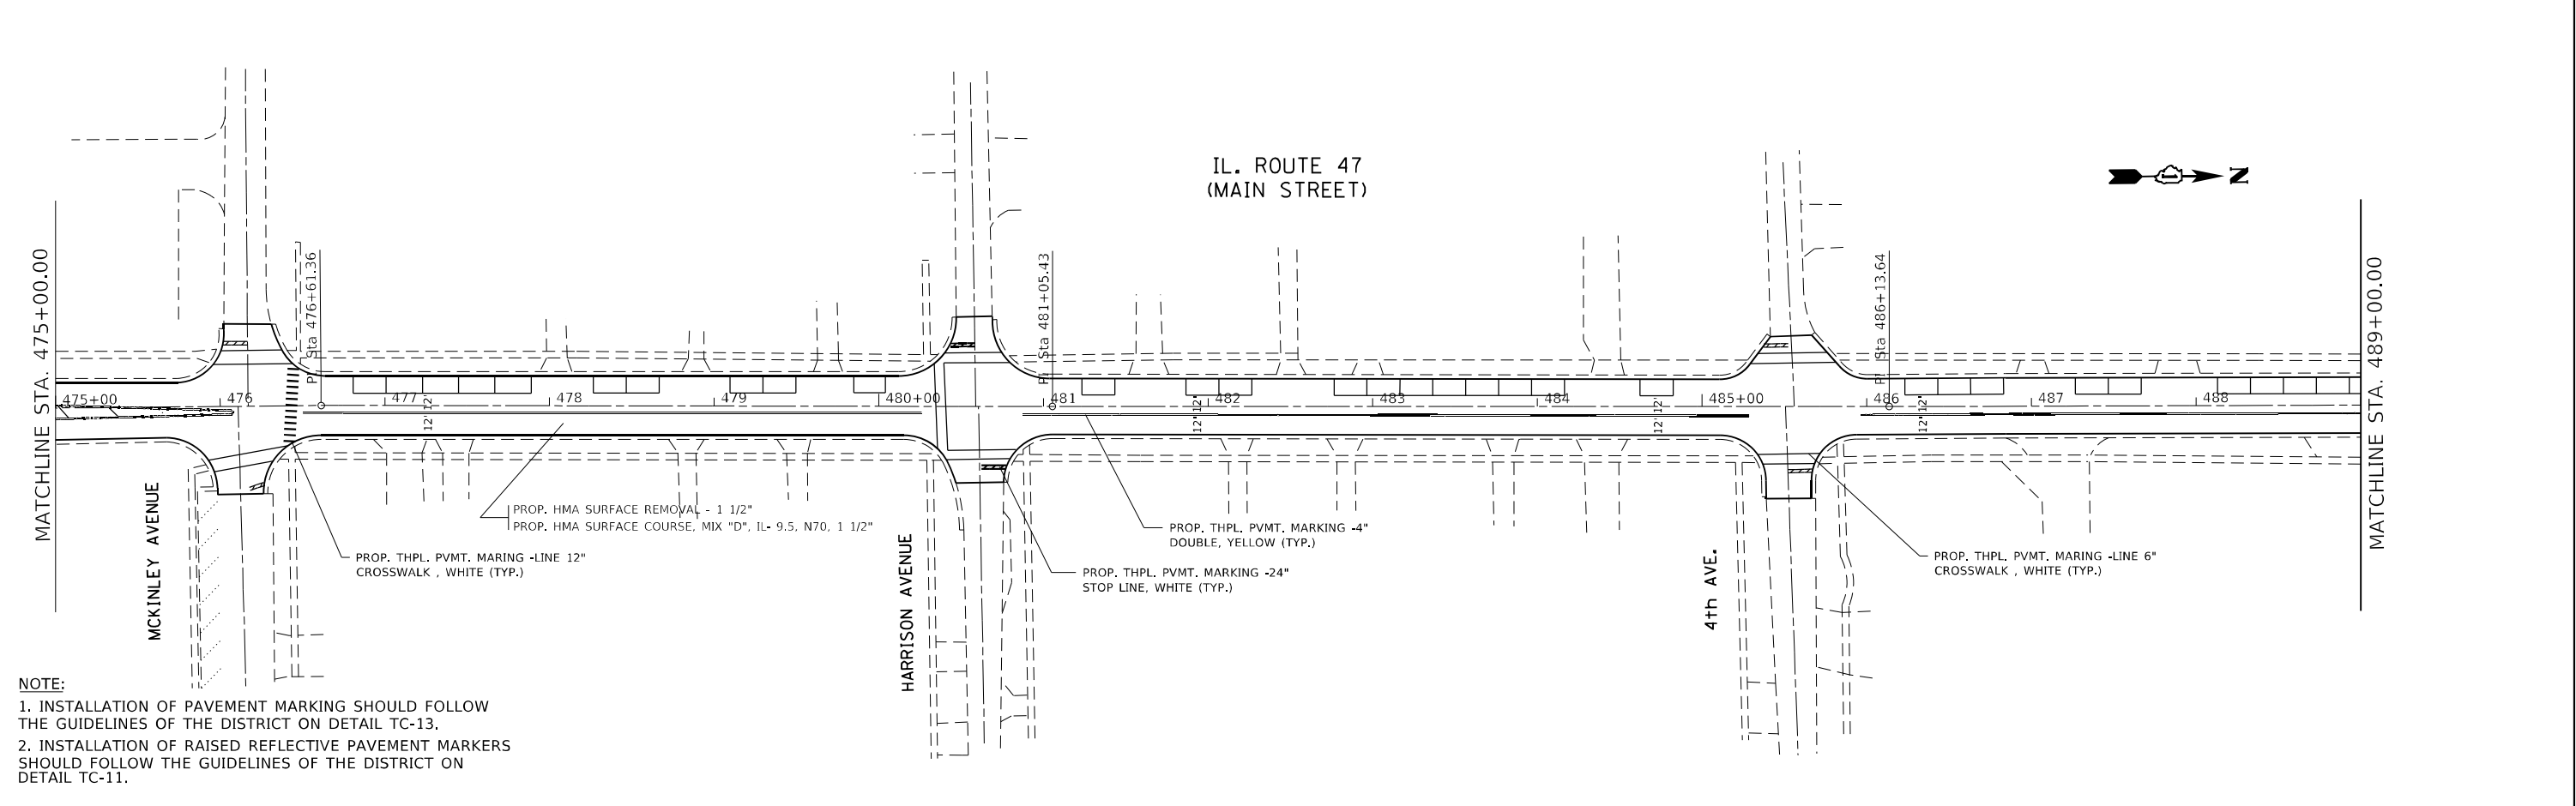 IL. ROUTE 47
(MAIN STREET)
N
MATCHLINE STA. 475+00.00
PI Sta 476+61.36
PI Sta 481+05.43
PI Sta 486+13.64
MATCHLINE STA. 489+00.00
475+00
476
477
478
479
480+00
481
482
483
484
485+00
486
487
488
12' 12'
12' 12'
12' 12'
12' 12'
MCKINLEY AVENUE
HARRISON AVENUE
4th AVE.
PROP. HMA SURFACE REMOVAL - 1 1/2"
PROP. HMA SURFACE COURSE, MIX "D", IL- 9.5, N70, 1 1/2"
PROP. THPL. PVMT. MARING -LINE 12"
CROSSWALK , WHITE (TYP.)
PROP. THPL. PVMT. MARKING -4"
DOUBLE, YELLOW (TYP.)
PROP. THPL. PVMT. MARKING -24"
STOP LINE, WHITE (TYP.)
PROP. THPL. PVMT. MARING -LINE 6"
CROSSWALK , WHITE (TYP.)
NOTE:
1. INSTALLATION OF PAVEMENT MARKING SHOULD FOLLOW
THE GUIDELINES OF THE DISTRICT ON DETAIL TC-13.
2. INSTALLATION OF RAISED REFLECTIVE PAVEMENT MARKERS
SHOULD FOLLOW THE GUIDELINES OF THE DISTRICT ON
DETAIL TC-11.